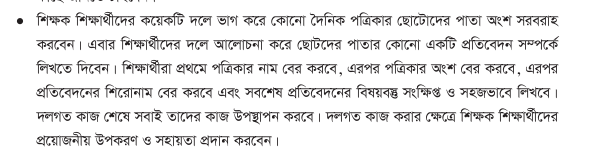 ● শিক্ষক শিক্ষার্থীদের কয়েকটি দলে ভাগ করে কোনো দৈনিক পত্রিকার ছোটোদের পাতা অংশ সরবরাহ
করবেন। এবার শিক্ষার্থীদের দলে আলোচনা করে ছোটদের পাতার কোনো একটি প্রতিবেদন সম্পর্কে
লিখতে দিবেন। শিক্ষার্থীরা প্রথমে পত্রিকার নাম বের করবে, এরপর পত্রিকার অংশ বের করবে, এরপর
প্রতিবেদনের শিরোনাম বের করবে এবং সবশেষ প্রতিবেদনের বিষয়বস্তু সংক্ষিপ্ত ও সহজভাবে লিখবে।
দলগত কাজ শেষে সবাই তাদের কাজ উপস্থাপন করবে। দলগত কাজ করার ক্ষেত্রে শিক্ষক শিক্ষার্থীদের
প্রয়োজনীয় উপকরণ ও সহায়তা প্রদান করবেন।